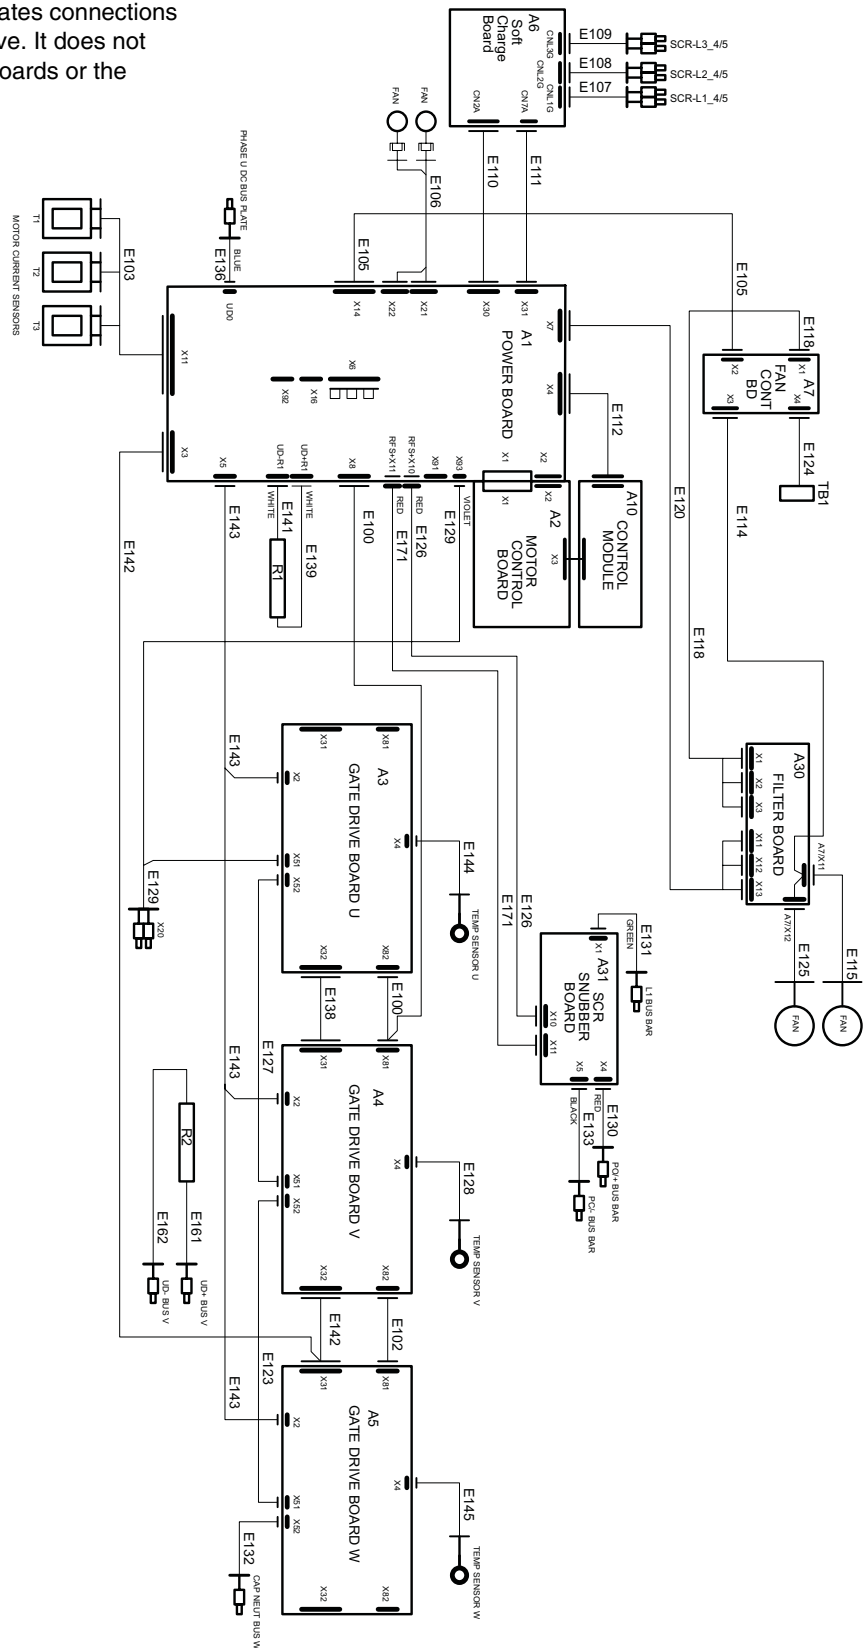 ates connections
ve. It does not
oards or the
A6
Soft
Charge
Board
CNL3G
CNL2G
CNL1G
CN2A
CN7A
E109
E108
E107
SCR-L3_4/5
SCR-L2_4/5
SCR-L1_4/5
FAN
FAN
E106
E110
E111
PHASE U DC BUS PLATE
BLUE
E136
E105
E105
T1
T2
T3
MOTOR CURRENT SENSORS
E103
UD0
X14
X22
X21
X30
X31
X7
X11
A1
POWER BOARD
X4
X6
X16
X92
X3
X5
UD-R1
UD+R1
X8
RFS+X11
RFS+X10
X91
X93
X1
X2
E118
X1
X2
A7
FAN
CONT
BD
X3
X4
E124
TB1
E112
E120
E114
A10
CONTROL
MODULE
X2
X1
A2
MOTOR
CONTROL
BOARD
X3
WHITE
WHITE
RED
RED
VIOLET
E142
E143
E141
E139
R1
E100
E171
E126
E129
E118
A30
FILTER BOARD
X1
X2
X3
X11
X12
X13
A7/X11
A7/X12
E115
E125
FAN
FAN
E143
X31
X81
A3
GATE DRIVE BOARD U
X2
X4
X51
X52
X32
X82
E144
TEMP SENSOR U
E129
X20
E171
E126
E131
GREEN
L1 BUS BAR
X1
A31
SCR
SNUBBER
BOARD
X10
X11
X5
X4
RED
E130
PO/+ BUS BAR
BLACK
E133
PC/- BUS BAR
E138
E100
E127
E143
X31
X81
A4
GATE DRIVE BOARD V
X2
X4
X51
X52
X32
X82
E128
TEMP SENSOR V
R2
E162
E161
UD- BUS V
UD+ BUS V
E142
E102
E123
E143
X31
X81
A5
GATE DRIVE BOARD W
X2
X4
X51
X52
X32
X82
E145
TEMP SENSOR W
E132
CAP NEUT BUS W